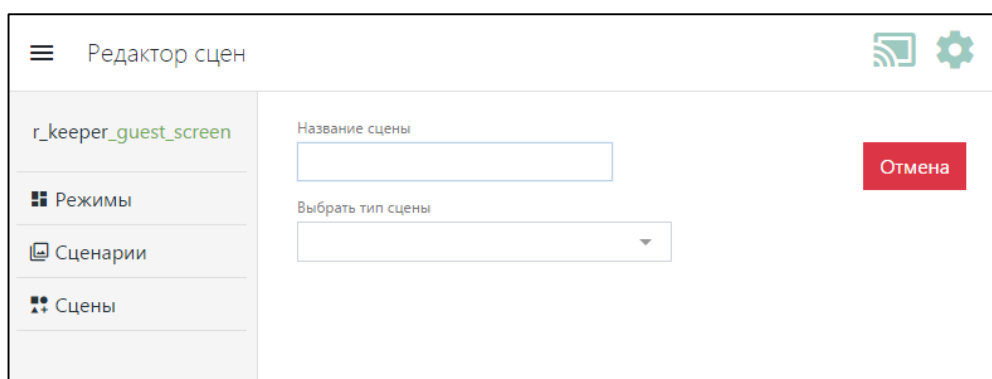 Редактор сцен
r_keeper_guest_screen
Режимы
Сценарии
Сцены
Название сцены
Отмена
Выбрать тип сцены